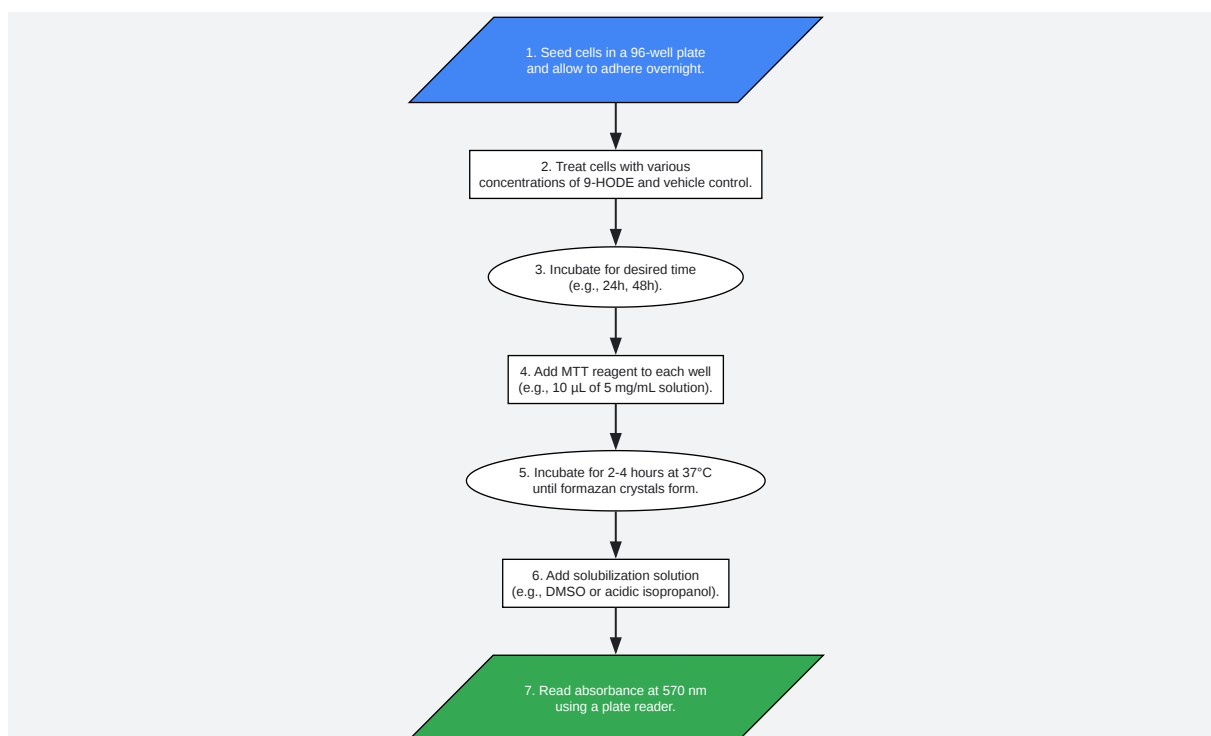 1. Seed cells in a 96-well plate
and allow to adhere overnight.
2. Treat cells with various
concentrations of 9-HODE and vehicle control.
3. Incubate for desired time
(e.g., 24h, 48h).
4. Add MTT reagent to each well
(e.g., 10 µL of 5 mg/mL solution).
5. Incubate for 2-4 hours at 37°C
until formazan crystals form.
6. Add solubilization solution
(e.g., DMSO or acidic isopropanol).
7. Read absorbance at 570 nm
using a plate reader.